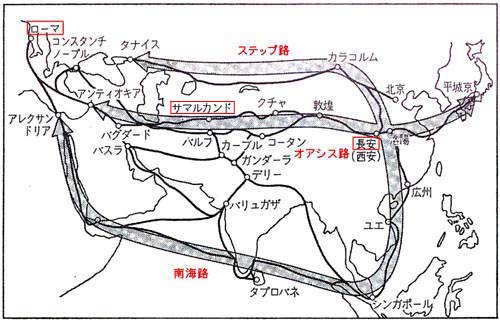 ローマ
コンスタンチ
ノープル
タナイス
ステップ路
カラコルム
北京
平城京
アンティオキア
サマルカンド
クチャ
敦煌
アレクサン
ドリア
バグダード
バスラ
バルフ
カーブル
コータン
オアシス路
長安
(西安)
ガンダーラ
デリー
広州
バリュガザ
ユエ
南海路
タプロバネ
シンガポール